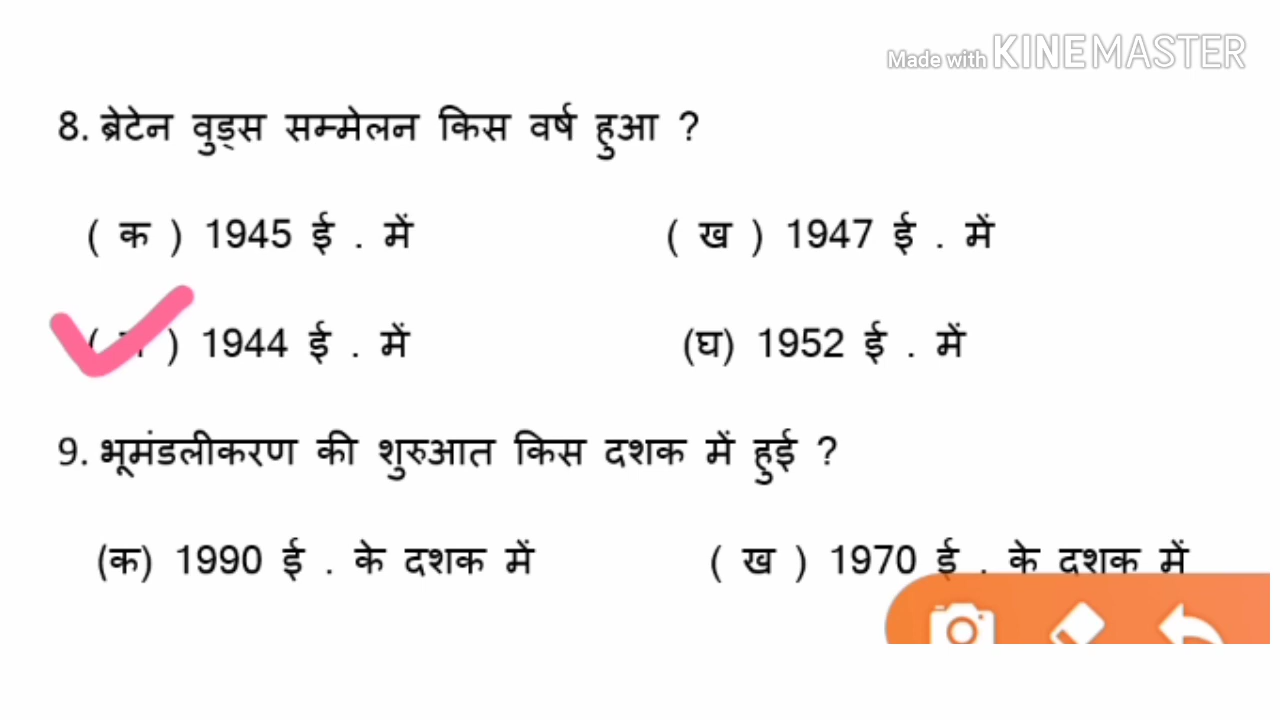 Made with KINEMASTER
8. ब्रेटेन वुड्स सम्मेलन किस वर्ष हुआ ?
( क ) 1945 ई . में ( ख ) 1947 ई . में
( ) 1944 ई . में (घ) 1952 ई . में
9. भूमंडलीकरण की शुरुआत किस दशक में हुई ?
(क) 1990 ई . के दशक में ( ख ) 1970 ई . के दशक में